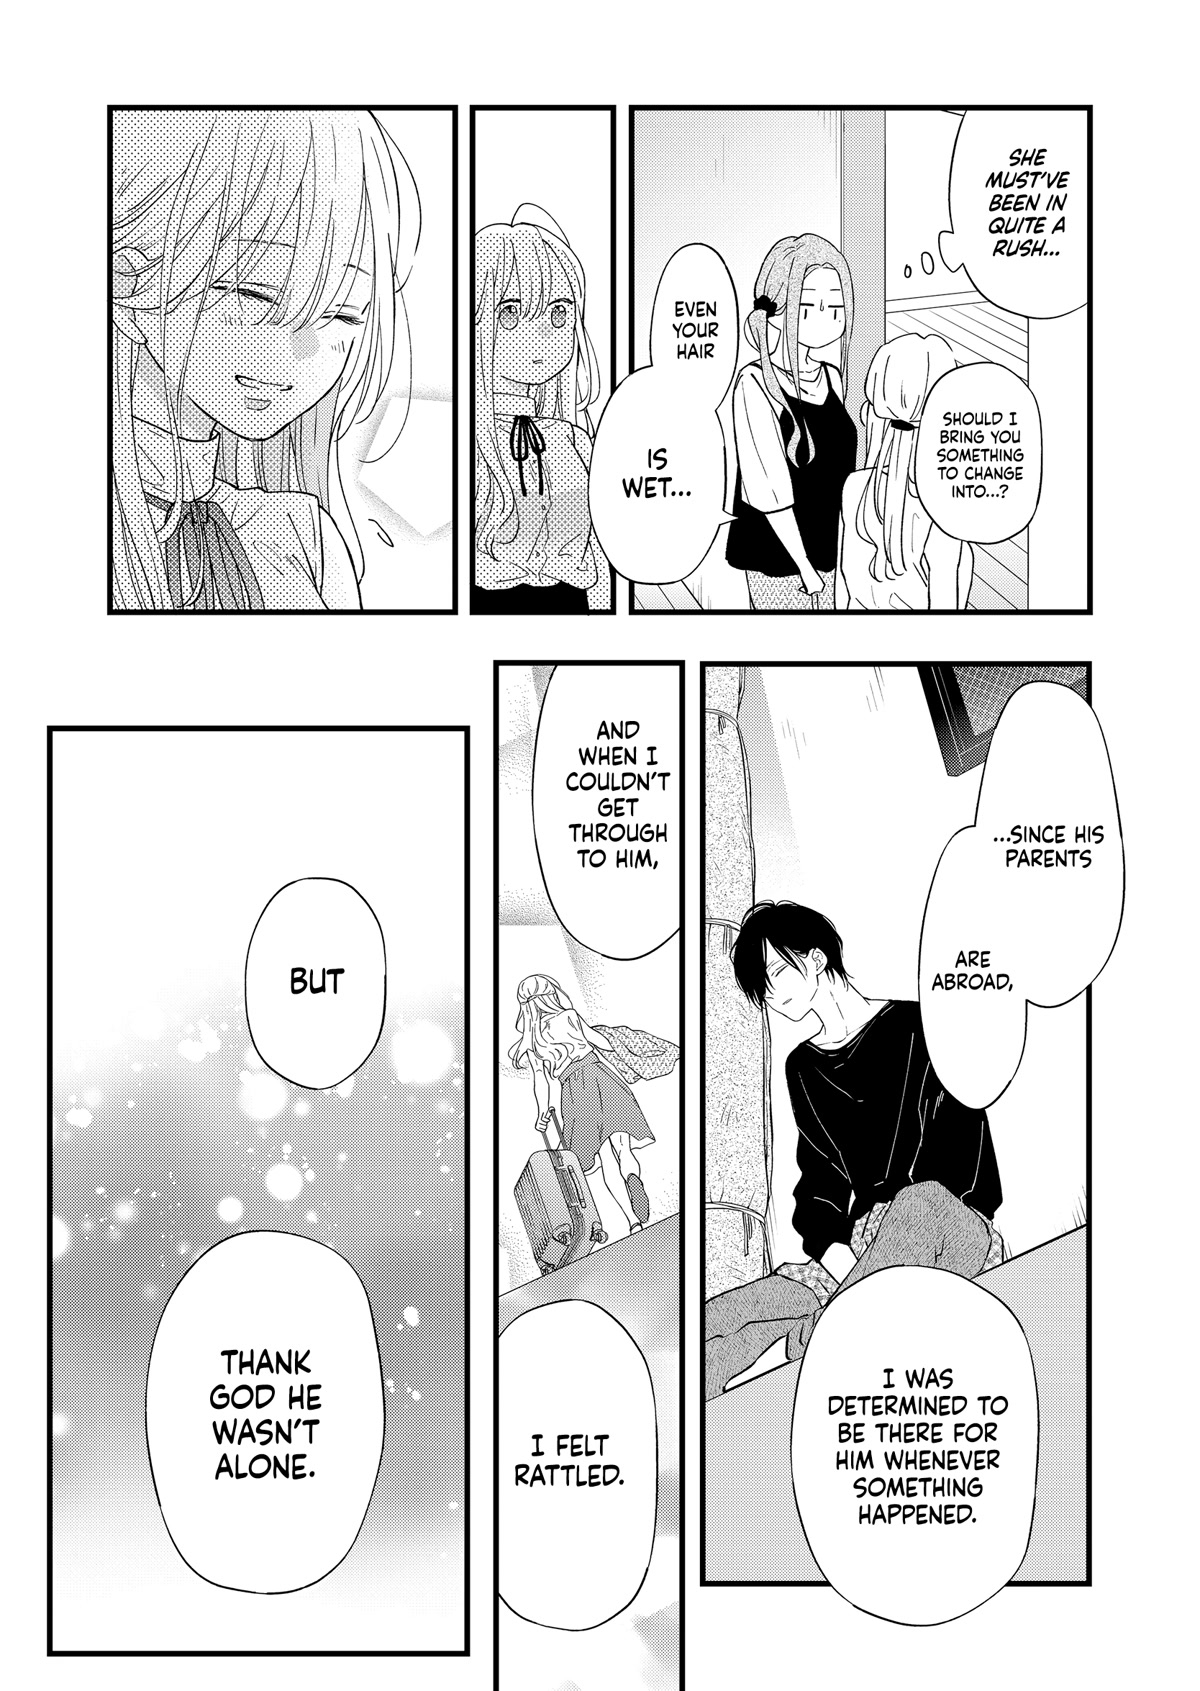 SHE
MUST'VE
BEEN IN
QUITE A
RUSH...
EVEN
YOUR
HAIR
IS
WET...
SHOULD I
BRING YOU
SOMETHING
TO CHANGE
INTO...?
...SINCE HIS
PARENTS
ARE
ABROAD,
I WAS
DETERMINED TO
BE THERE FOR
HIM WHENEVER
SOMETHING
HAPPENED.
AND
WHEN I
COULDN'T
GET
THROUGH
TO HIM,
I FELT
RATTLED.
BUT
THANK
GOD HE
WASN'T
ALONE.